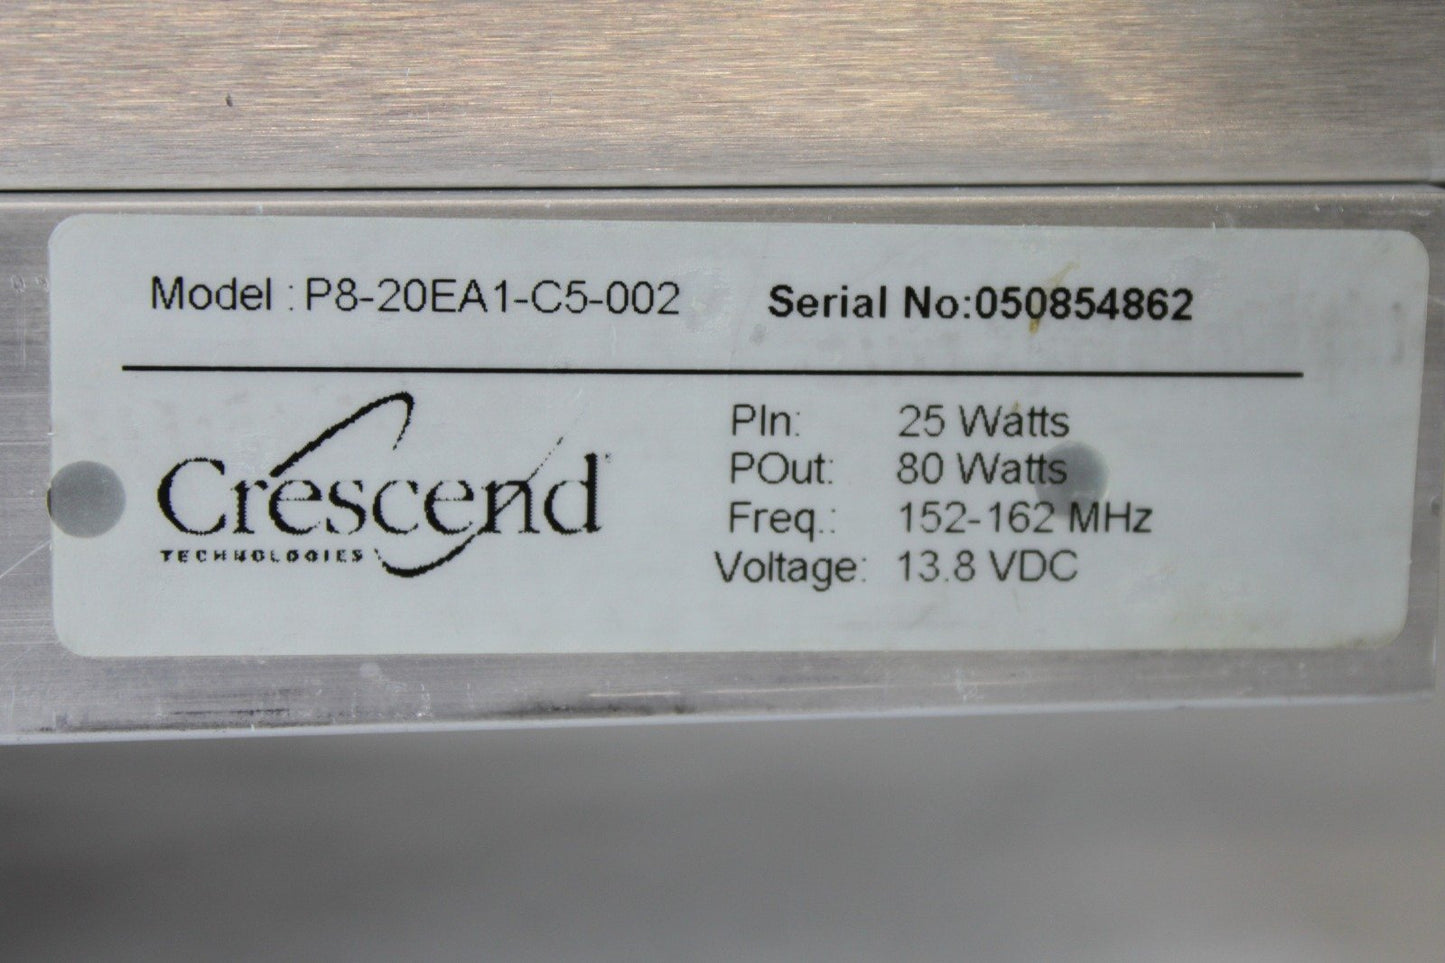 Model : P8-20EA1-C5-002 Serial No:050854862
Crescend
TECHNOLOGIES
PIn: 25 Watts
POut: 80 Watts
Freq.: 152-162 MHz
Voltage: 13.8 VDC